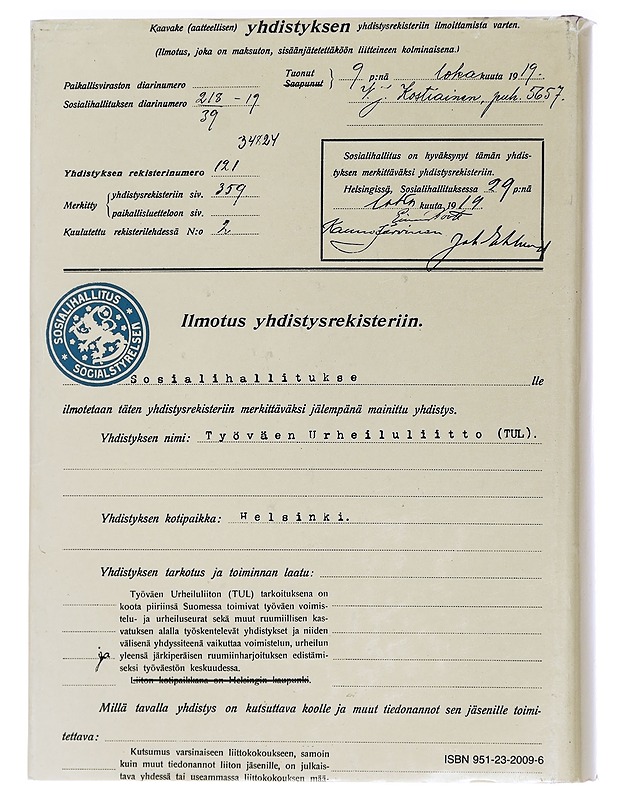 Kaavake (aatteellisen) yhdistyksen yhdistysrekisteriin ilmoittamista varten.
(Ilmotus, joka on maksuton, sisäänjätettäköön liitteineen kolminaisena.)
Tuonut
Saapunut
9 p:nä loka kuuta 1919.
Y.J. Kostiainen, puh. 5657.
Paikallisviraston diarinumero
Sosialihallituksen diarinumero 218/39 - 19
34824
Yhdistyksen rekisterinumero 121
Merkitty
yhdistysrekisteriin siv. 359
paikallisluetteloon siv.
Kuulutettu rekisterilehdessä N:o 2
Sosialihallitus on hyväksynyt tämän yhdis-
tyksen merkittäväksi yhdistysrekisteriin.
Helsingissä, Sosialihallituksessa 29 p:nä
loka kuuta 1919
SOSIALIHALLITUS
SOCIALSTYRELSEN
Ilmotus yhdistysrekisteriin.
Sosialihallitukse lle
ilmotetaan täten yhdistysrekisteriin merkittäväksi jälempänä mainittu yhdistys.
Yhdistyksen nimi: Työväen Urheiluliitto (TUL).
Yhdistyksen kotipaikka: Helsinki.
Yhdistyksen tarkotus ja toiminnan laatu:
Työväen Urheiluliiton (TUL) tarkoituksena on
koota piiriinsä Suomessa toimivat työväen voimis-
telu- ja urheiluseurat sekä muut ruumiillisen kas-
vatuksen alalla työskentelevät yhdistykset ja niiden
välisenä yhdyssiteenä vaikuttaa voimistelun, urheilun
ja yleensä järkiperäisen ruumiinharjoituksen edistämi-
seksi työväestön keskuudessa.
Liiton kotipaikkana on Helsingin kaupunki.
Millä tavalla yhdistys on kutsuttava koolle ja muut tiedonannot sen jäsenille toimi-
tettava:
Kutsumus varsinaiseen liittokokoukseen, samoin
kuin muut tiedonannot liiton jäsenille, on julkais-
tava yhdessä tai useammassa liittokokouksen mää-
ISBN 951-23-2009-6